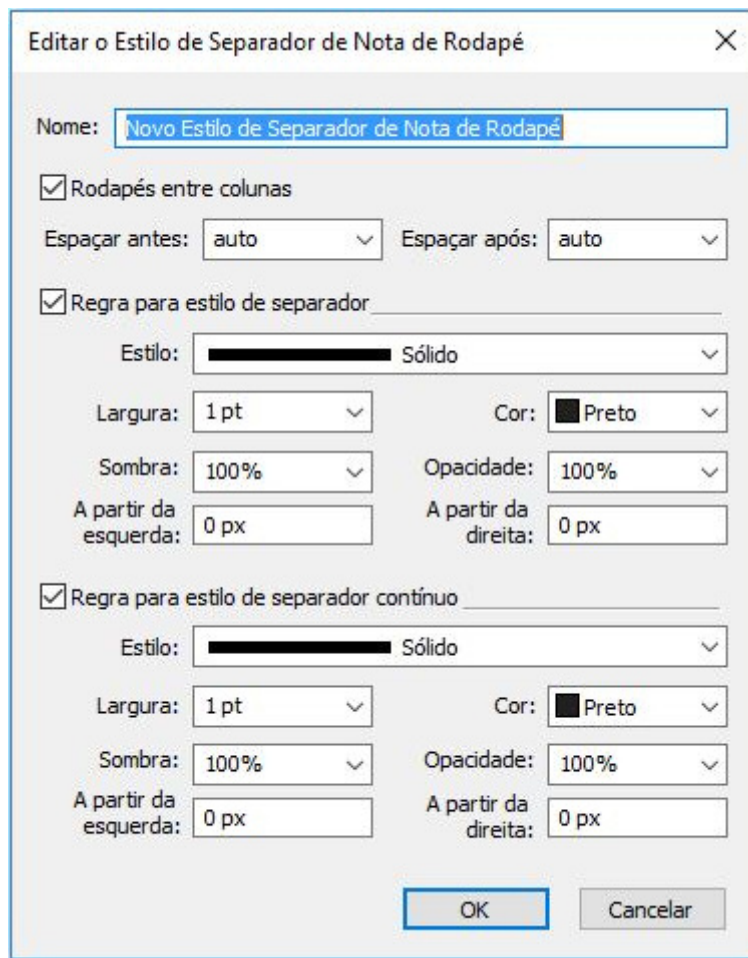 Editar o Estilo de Separador de Nota de Rodapé
Nome: Novo Estilo de Separador de Nota de Rodapé
Rodapés entre colunas
Espaçar antes: auto Espaçar após: auto
Regra para estilo de separador
Estilo: Sólido
Largura: 1 pt Cor: Preto
Sombra: 100% Opacidade: 100%
A partir da esquerda: 0 px A partir da direita: 0 px
Regra para estilo de separador contínuo
Estilo: Sólido
Largura: 1 pt Cor: Preto
Sombra: 100% Opacidade: 100%
A partir da esquerda: 0 px A partir da direita: 0 px
OK Cancelar